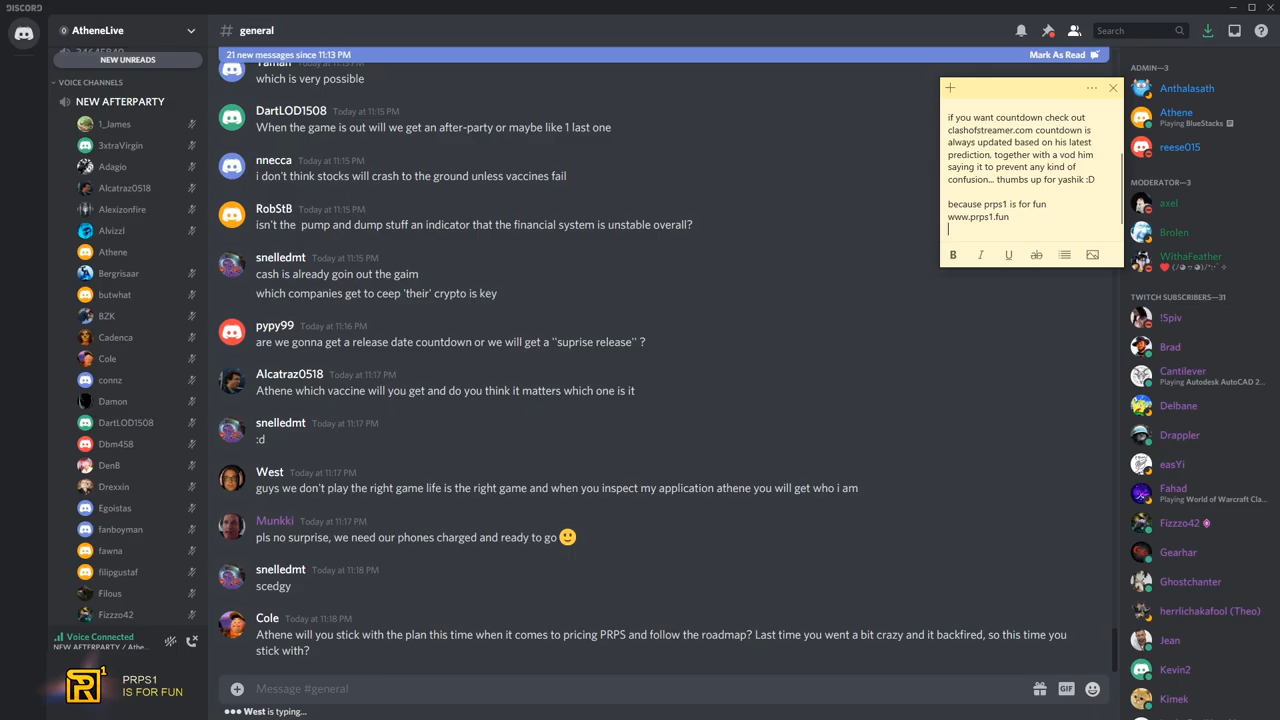 DISCORD
AtheneLive
NEW UNREADS
VOICE CHANNELS
NEW AFTERPARTY
1_James
3xtraVirgin
Adagio
Alcatraz0518
Alexizonfire
Alvizzl
Athene
Bergrisaar
butwhat
BZK
Cadenca
Cole
connz
Damon
DartLOD1508
Dbm458
DenB
Drexxin
Egoistas
fanboyman
fawna
filipgustaf
Filous
Fizzzo42
Voice Connected
NEW AFTERPARTY / Athe...
PRPS1
IS FOR FUN
# general
Search
21 new messages since 11:13 PM
Mark As Read
which is very possible
DartLOD1508 Today at 11:15 PM
When the game is out will we get an after-party or maybe like 1 last one
nnecca Today at 11:15 PM
i don't think stocks will crash to the ground unless vaccines fail
RobStB Today at 11:15 PM
isn't the pump and dump stuff an indicator that the financial system is unstable overall?
snelledmt Today at 11:15 PM
cash is already goin out the gaim
which companies get to ceep 'their' crypto is key
pypy99 Today at 11:16 PM
are we gonna get a release date countdown or we will get a ''suprise release'' ?
Alcatraz0518 Today at 11:17 PM
Athene which vaccine will you get and do you think it matters which one is it
snelledmt Today at 11:17 PM
:d
West Today at 11:17 PM
guys we don't play the right game life is the right game and when you inspect my application athene you will get who i am
Munkki Today at 11:17 PM
pls no surprise, we need our phones charged and ready to go
snelledmt Today at 11:18 PM
scedgy
Cole Today at 11:18 PM
Athene will you stick with the plan this time when it comes to pricing PRPS and follow the roadmap? Last time you went a bit crazy and it backfired, so this time you
stick with?
Message #general
GIF
West is typing...
if you want countdown check out
clashofstreamer.com countdown is
always updated based on his latest
prediction, together with a vod him
saying it to prevent any kind of
confusion... thumbs up for yashik :D
because prps1 is for fun
www.prps1.fun
B I U ab
ADMIN—3
Anthalasath
Athene
Playing BlueStacks
reese015
MODERATOR—3
axel
Brolen
WithaFeather
TWITCH SUBSCRIBERS—31
!Spiv
Brad
Cantilever
Playing Autodesk AutoCAD 2...
Delbane
Drappler
easYi
Fahad
Playing World of Warcraft Cla...
Fizzzo42
Gearhar
Ghostchanter
herrlichakafool (Theo)
Jean
Kevin2
Kimek